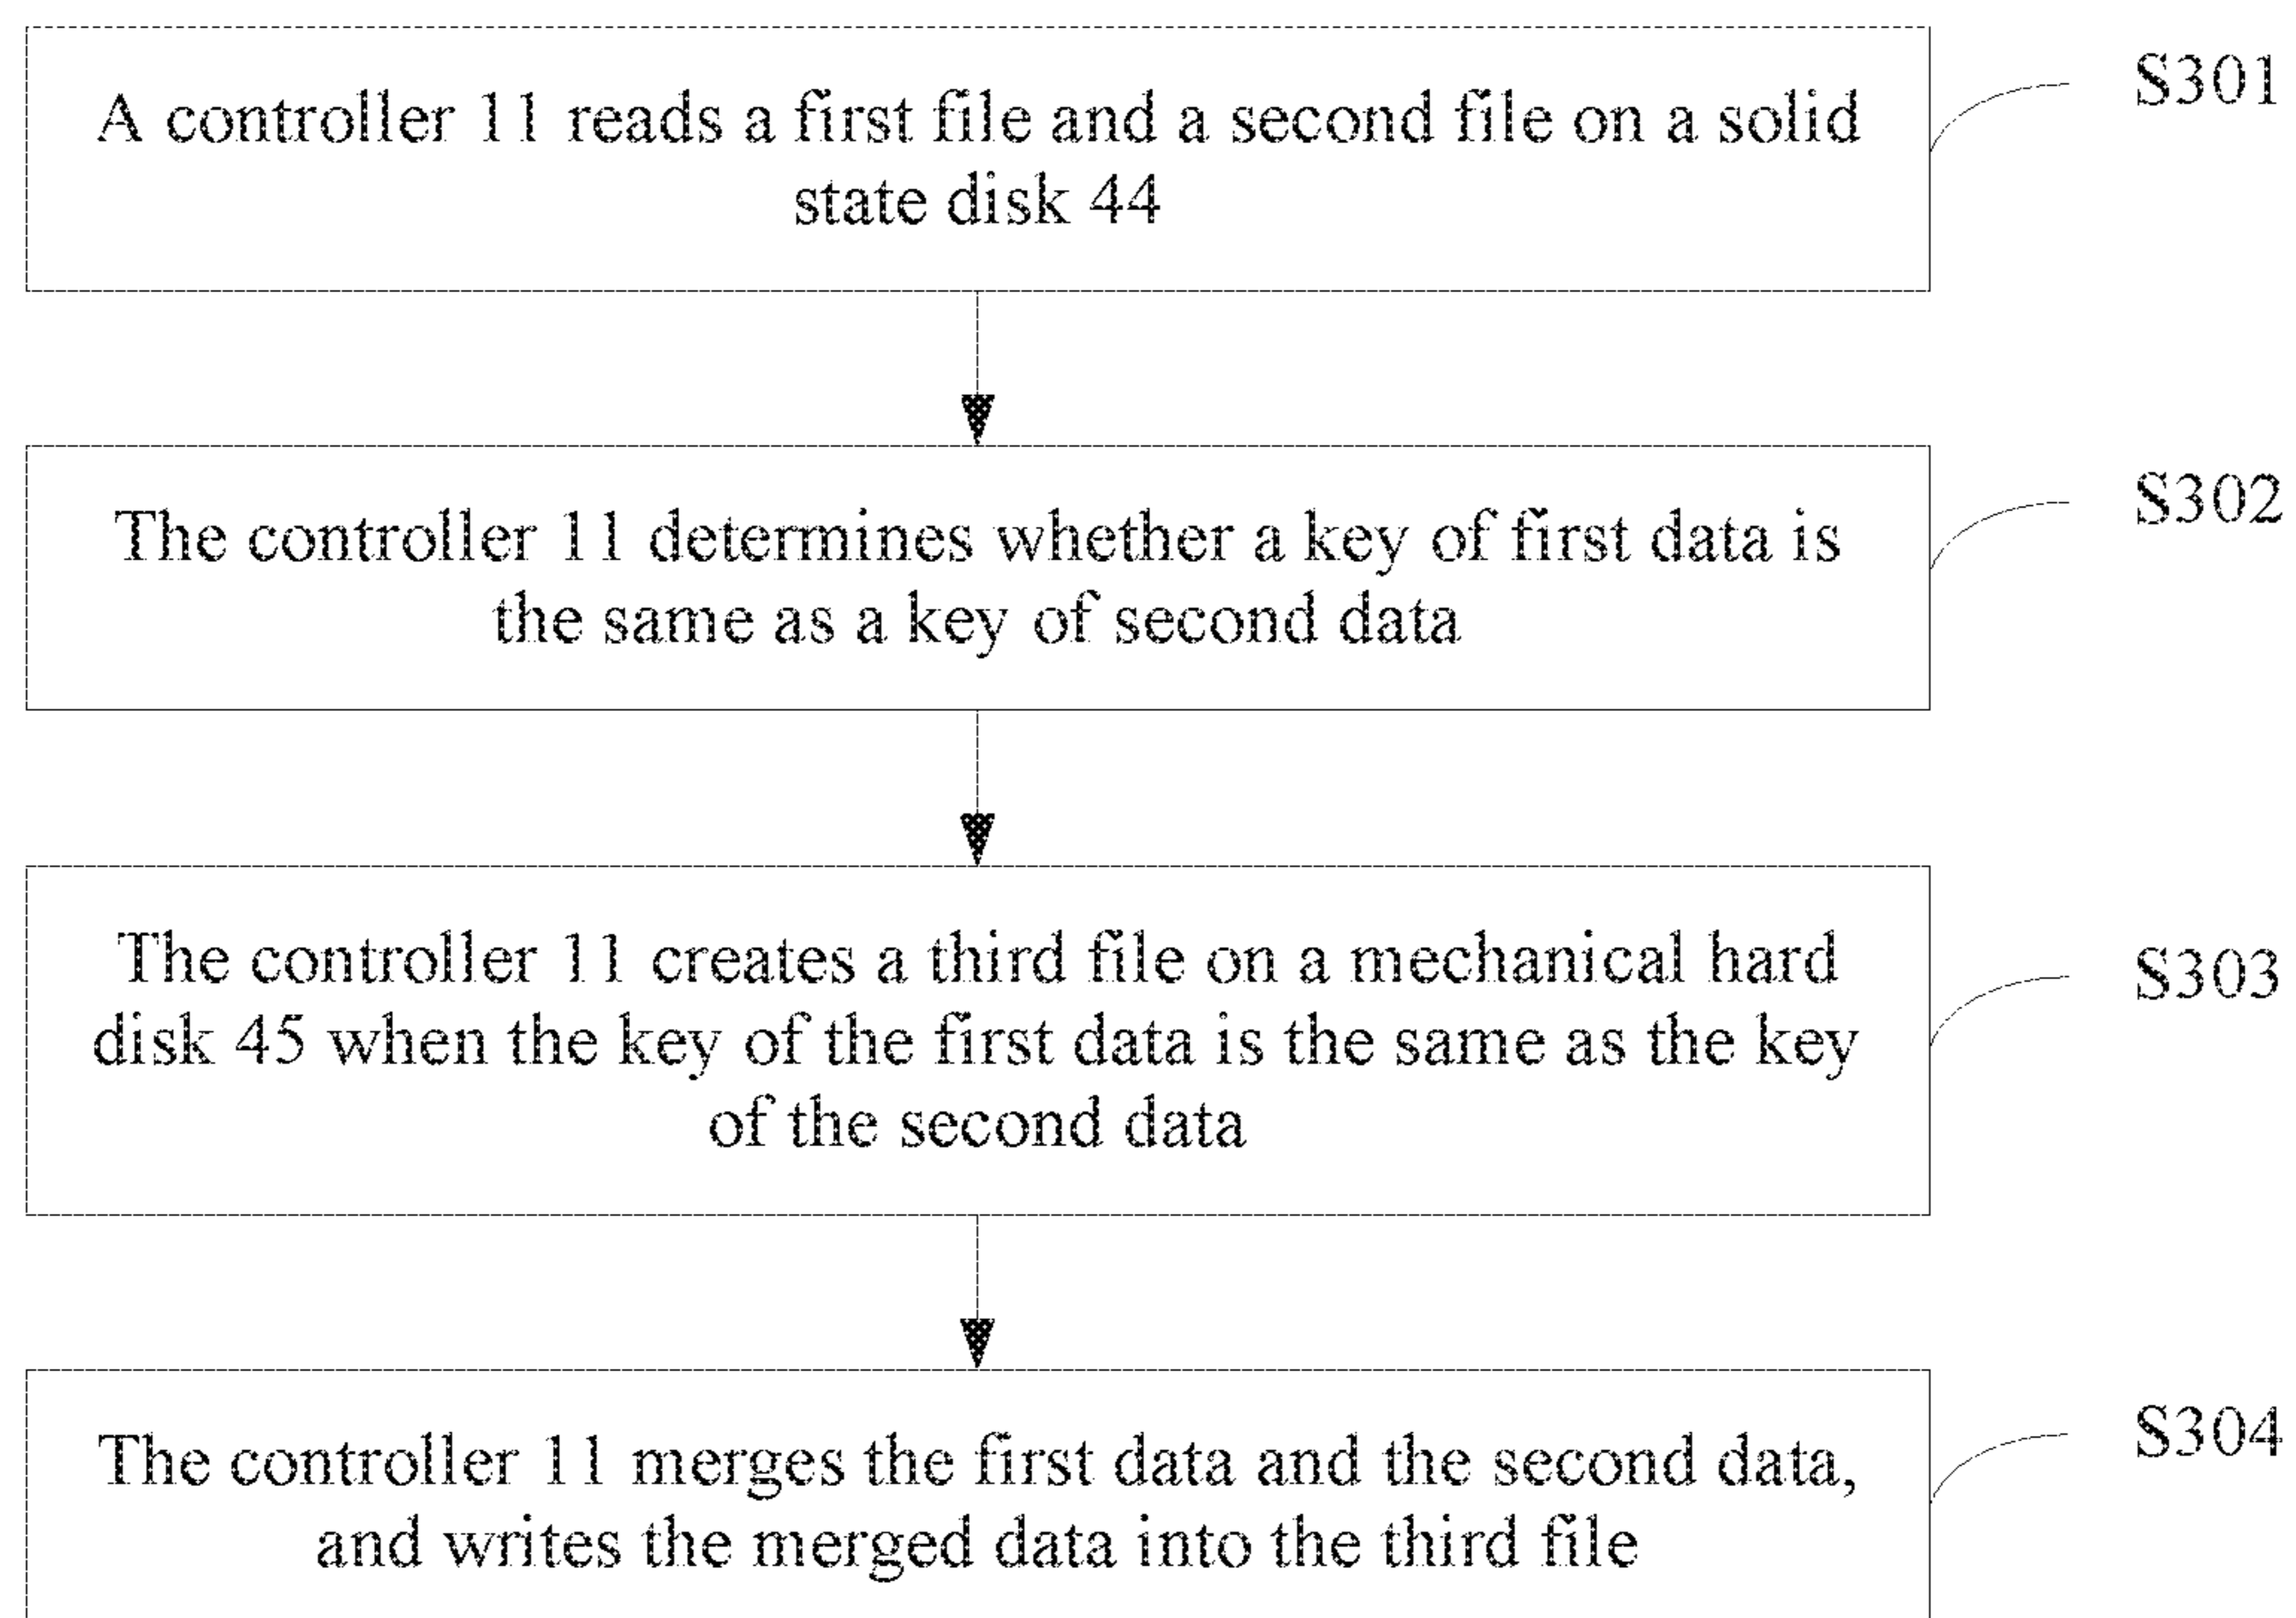 A controller 11 reads a first file and a second file on a solid
state disk 44
S301
The controller 11 determines whether a key of first data is
the same as a key of second data
S302
The controller 11 creates a third file on a mechanical hard
disk 45 when the key of the first data is the same as the key
of the second data
S303
The controller 11 merges the first data and the second data,
and writes the merged data into the third file
S304